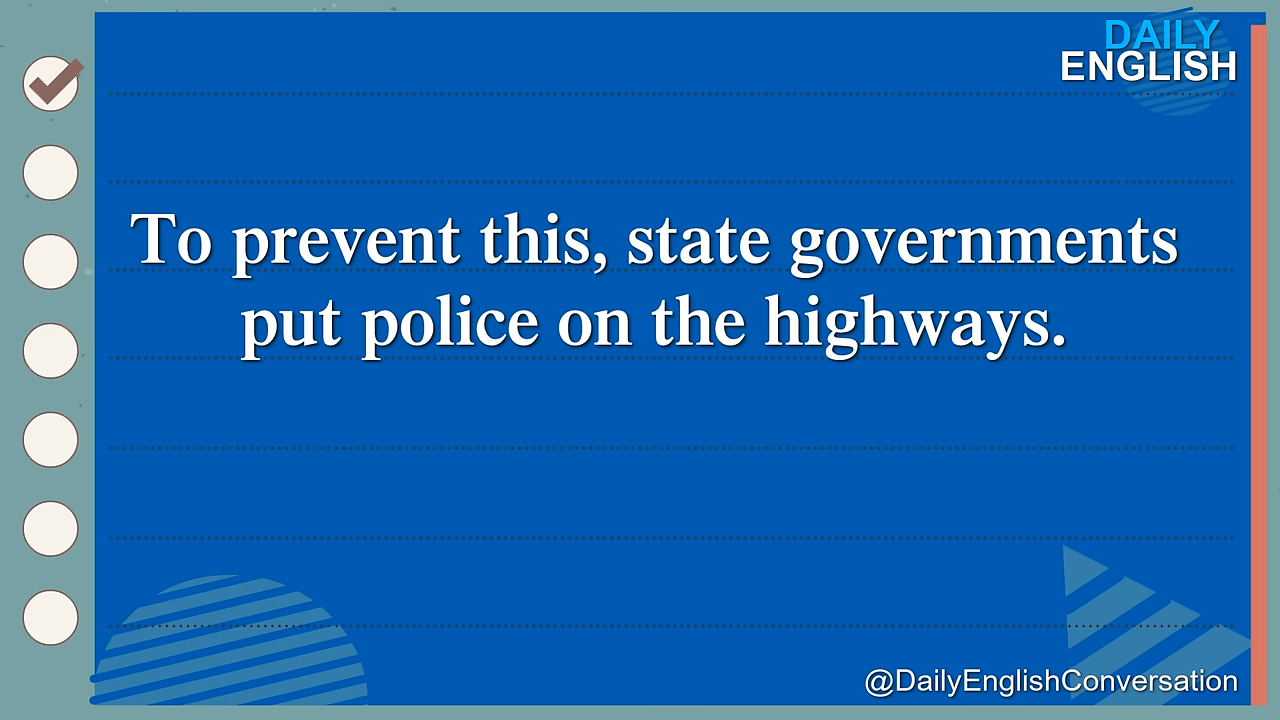 DAILY
ENGLISH
To prevent this, state governments
put police on the highways.
@DailyEnglishConversation